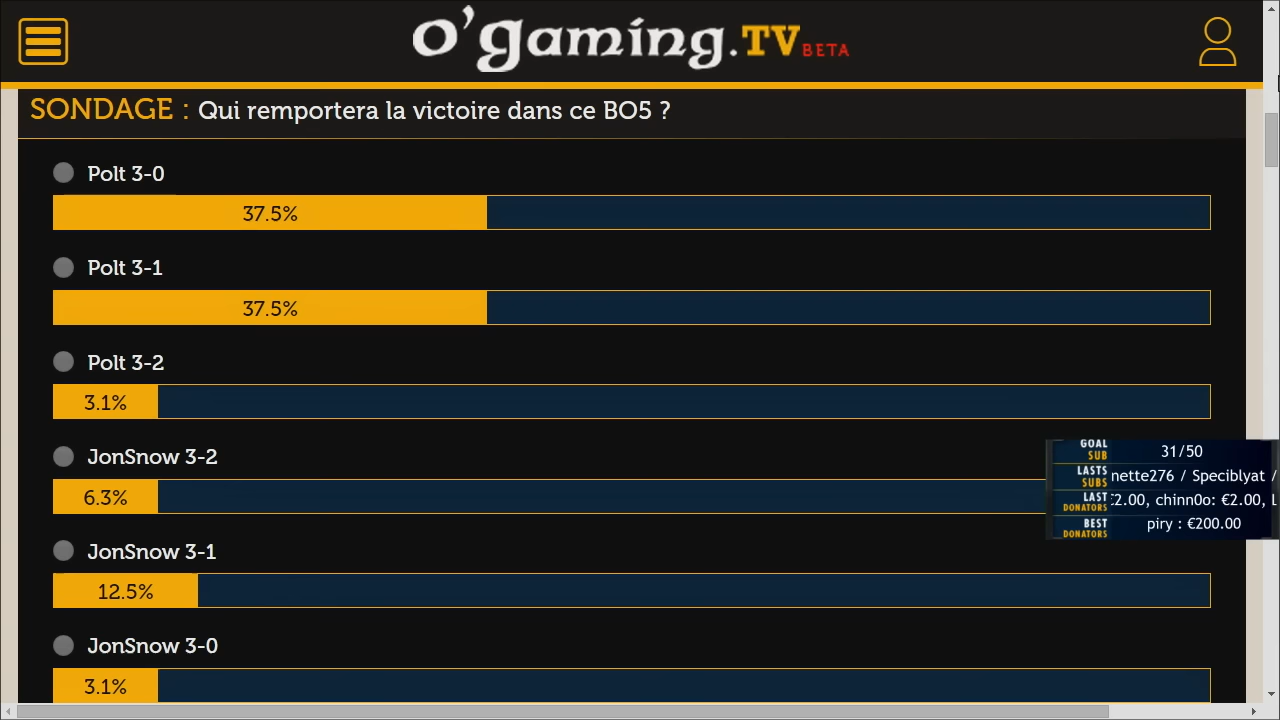 o'gaming.TV BETA
SONDAGE : Qui remportera la victoire dans ce BO5 ?
Polt 3-0
37.5%
Polt 3-1
37.5%
Polt 3-2
3.1%
JonSnow 3-2
6.3%
JonSnow 3-1
12.5%
JonSnow 3-0
3.1%
GOAL SUB 31/50
LASTS SUBS nette276 / Speciblyat /
LAST DONATORS €2.00, chinn0o: €2.00, l
BEST DONATORS piry : €200.00